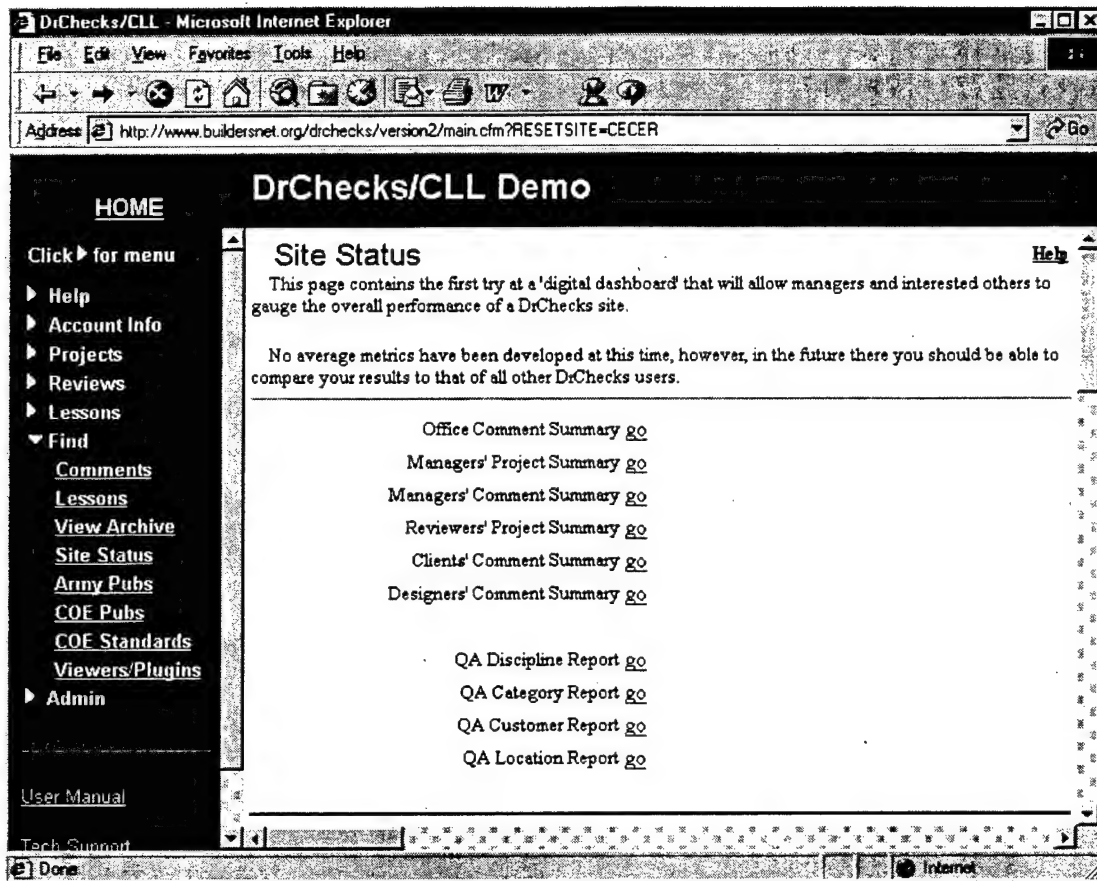 DrChecks/CLL - Microsoft Internet Explorer
File Edit View Favorites Tools Help
Address http://www.buildersnet.org/drchecks/version2/main.cfm?RESETSITE=CECER Go
DrChecks/CLL Demo
HOME
Click for menu
Help
Account Info
Projects
Reviews
Lessons
Find
Comments
Lessons
View Archive
Site Status
Army Pubs
COE Pubs
COE Standards
Viewers/Plugins
Admin
User Manual
Tech Support
Site Status
Help
This page contains the first try at a 'digital dashboard' that will allow managers and interested others to
gauge the overall performance of a DrChecks site.
No average metrics have been developed at this time, however, in the future there you should be able to
compare your results to that of all other DrChecks users.
Office Comment Summary go
Managers' Project Summary go
Managers' Comment Summary go
Reviewers' Project Summary go
Clients' Comment Summary go
Designers' Comment Summary go
QA Discipline Report go
QA Category Report go
QA Customer Report go
QA Location Report go
Done
Internet